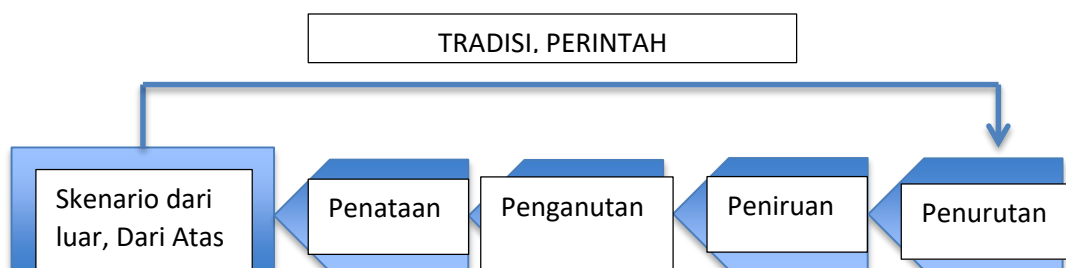 TRADISI, PERINTAH
Skenario dari
luar, Dari Atas
Penataan
Penganutan
Peniruan
Penurutan